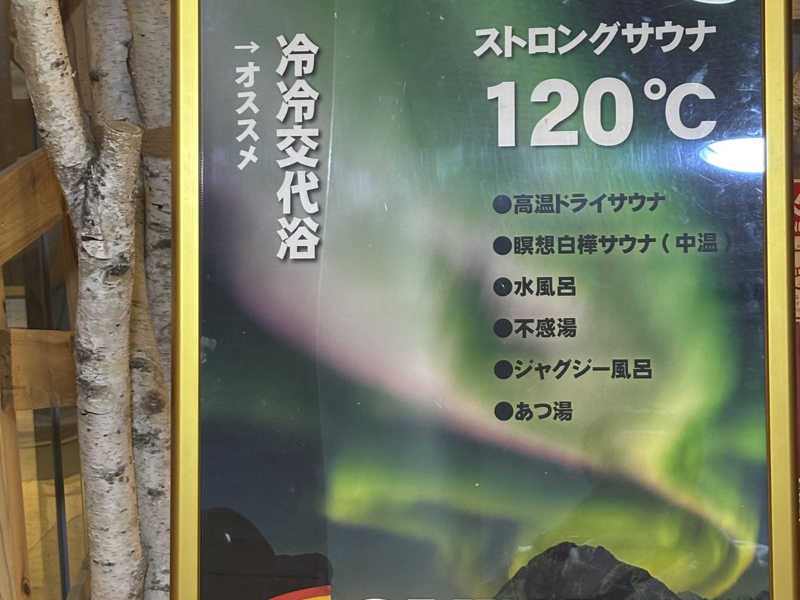 ストロングサウナ
120℃
冷冷交代浴
→オススメ
●高温ドライサウナ
●瞑想白樺サウナ(中温)
●水風呂
●不感湯
●ジャグジー風呂
●あつ湯